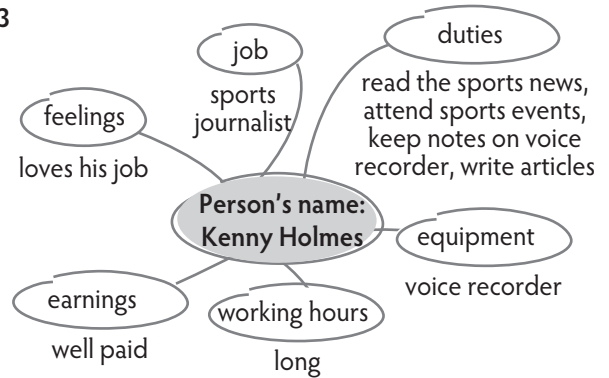 3
job
sports
journalist
duties
read the sports news,
attend sports events,
keep notes on voice
recorder, write articles
feelings
loves his job
Person's name:
Kenny Holmes
equipment
voice recorder
earnings
well paid
working hours
long